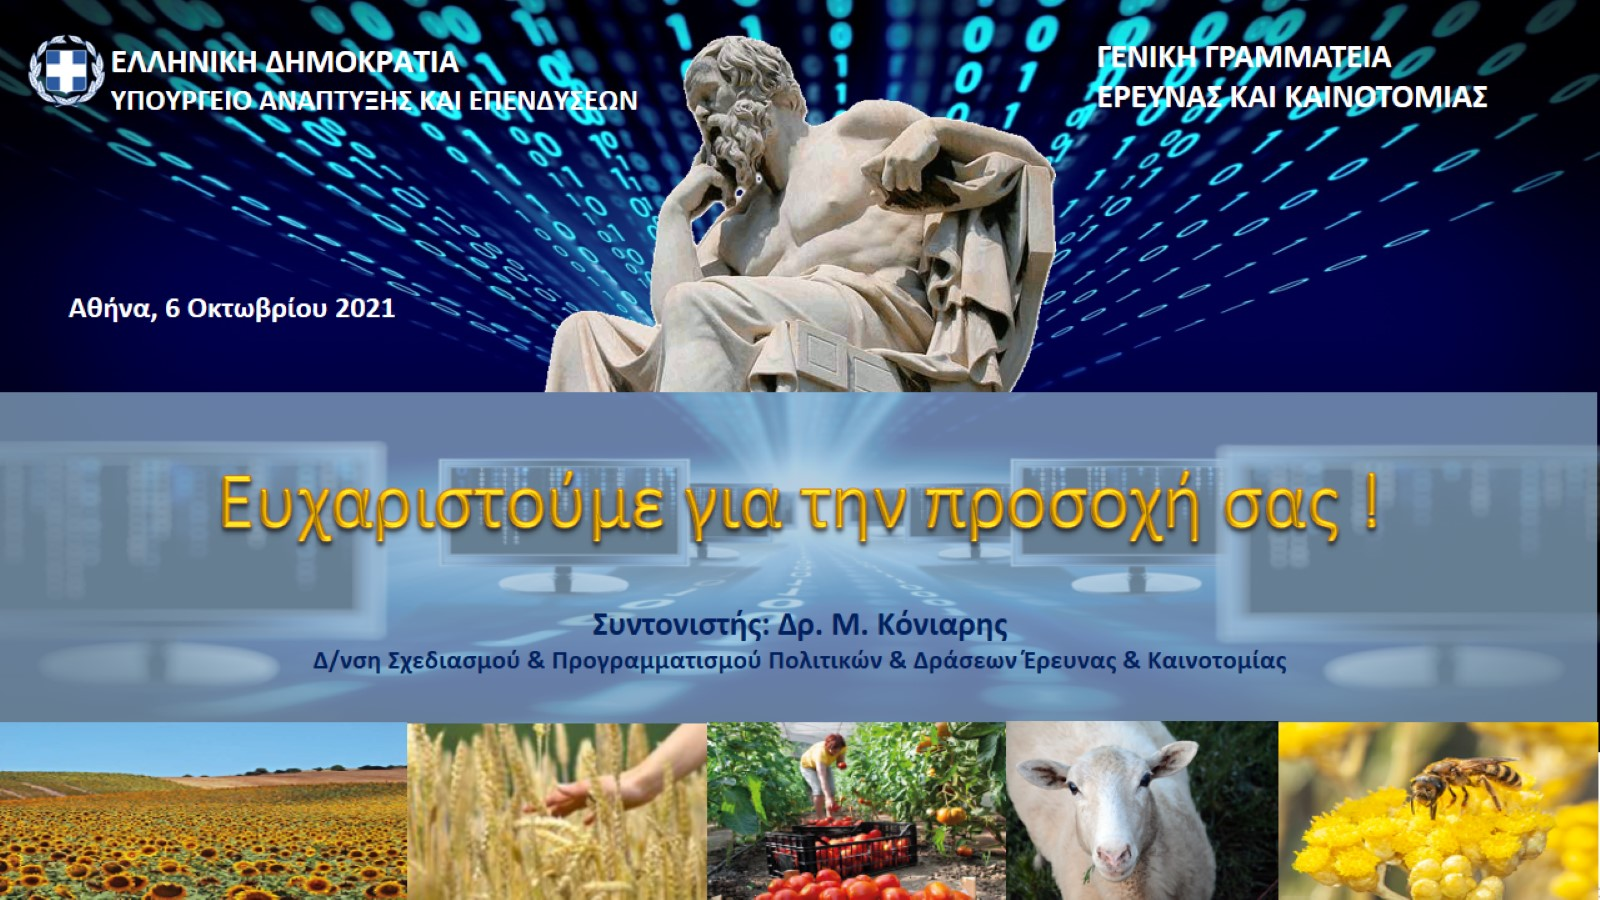 ΕΛΛΗΝΙΚΗ ΔΗΜΟΚΡΑΤΙΑ
ΥΠΟΥΡΓΕΙΟ ΑΝΑΠΤΥΞΗΣ ΚΑΙ ΕΠΕΝΔΥΣΕΩΝ
ΓΕΝΙΚΗ ΓΡΑΜΜΑΤΕΙΑ
ΕΡΕΥΝΑΣ ΚΑΙ ΚΑΙΝΟΤΟΜΙΑΣ
Αθήνα, 6 Οκτωβρίου 2021
Ευχαριστούμε για την προσοχή σας !
Συντονιστής: Δρ. Μ. Κόνιαρης
Δ/νση Σχεδιασμού & Προγραμματισμού Πολιτικών & Δράσεων Έρευνας & Καινοτομίας